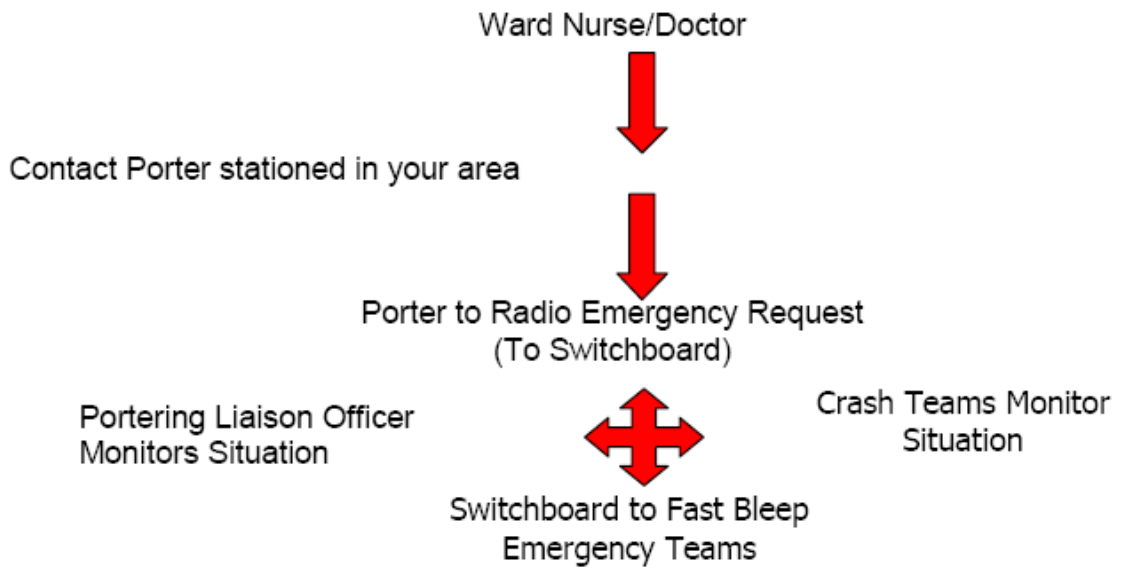 Ward Nurse/Doctor
Contact Porter stationed in your area
Porter to Radio Emergency Request
(To Switchboard)
Portering Liaison Officer
Monitors Situation
Crash Teams Monitor
Situation
Switchboard to Fast Bleep
Emergency Teams